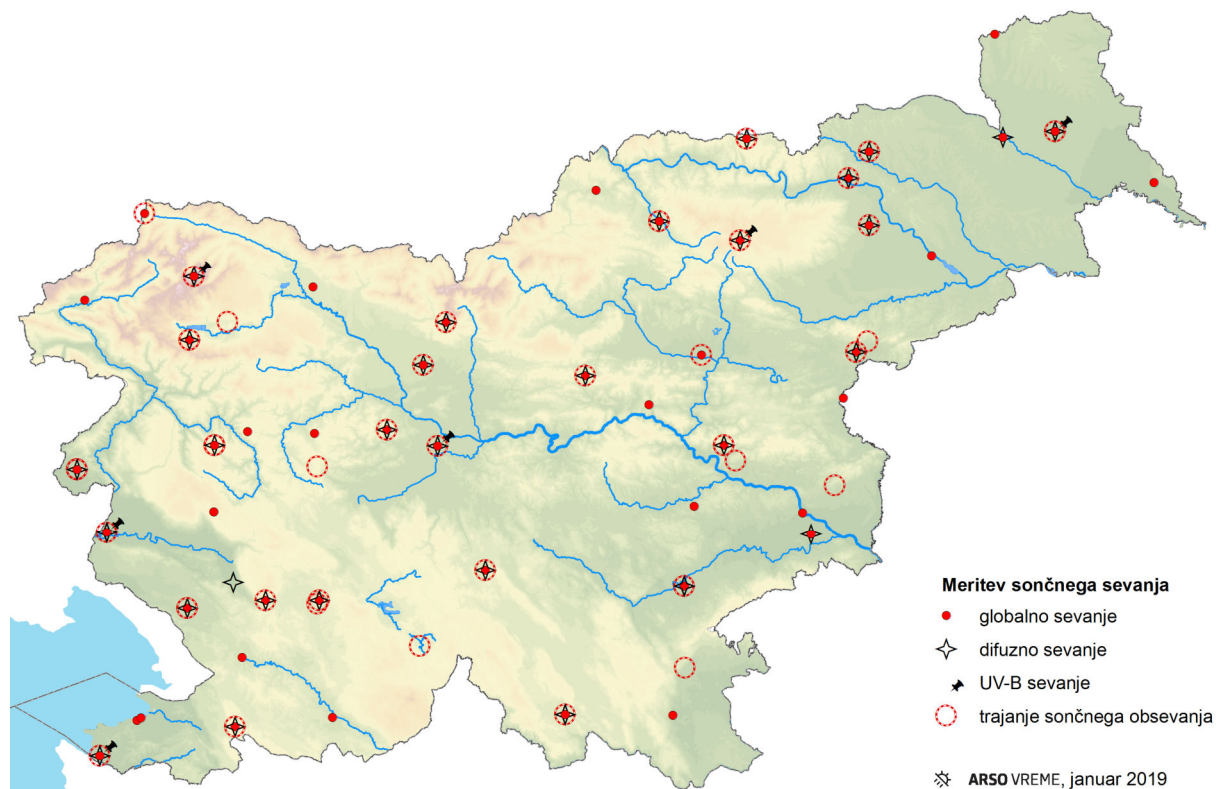 Meritev sončnega sevanja
globalno sevanje
difuzno sevanje
UV-B sevanje
trajanje sončnega obsevanja
ARSO VREME, januar 2019